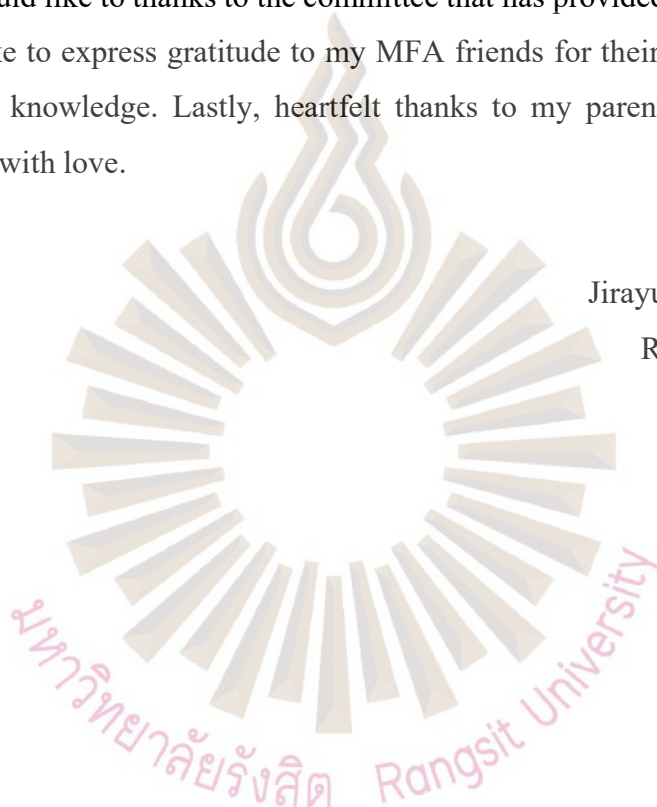 like to thanks to the committee that has provided
to express gratitude to my MFA friends for their
knowledge. Lastly, heartfelt thanks to my paren
with love.
Jirayu
R
มหาวิทยาลัยรังสิต Rangsit University